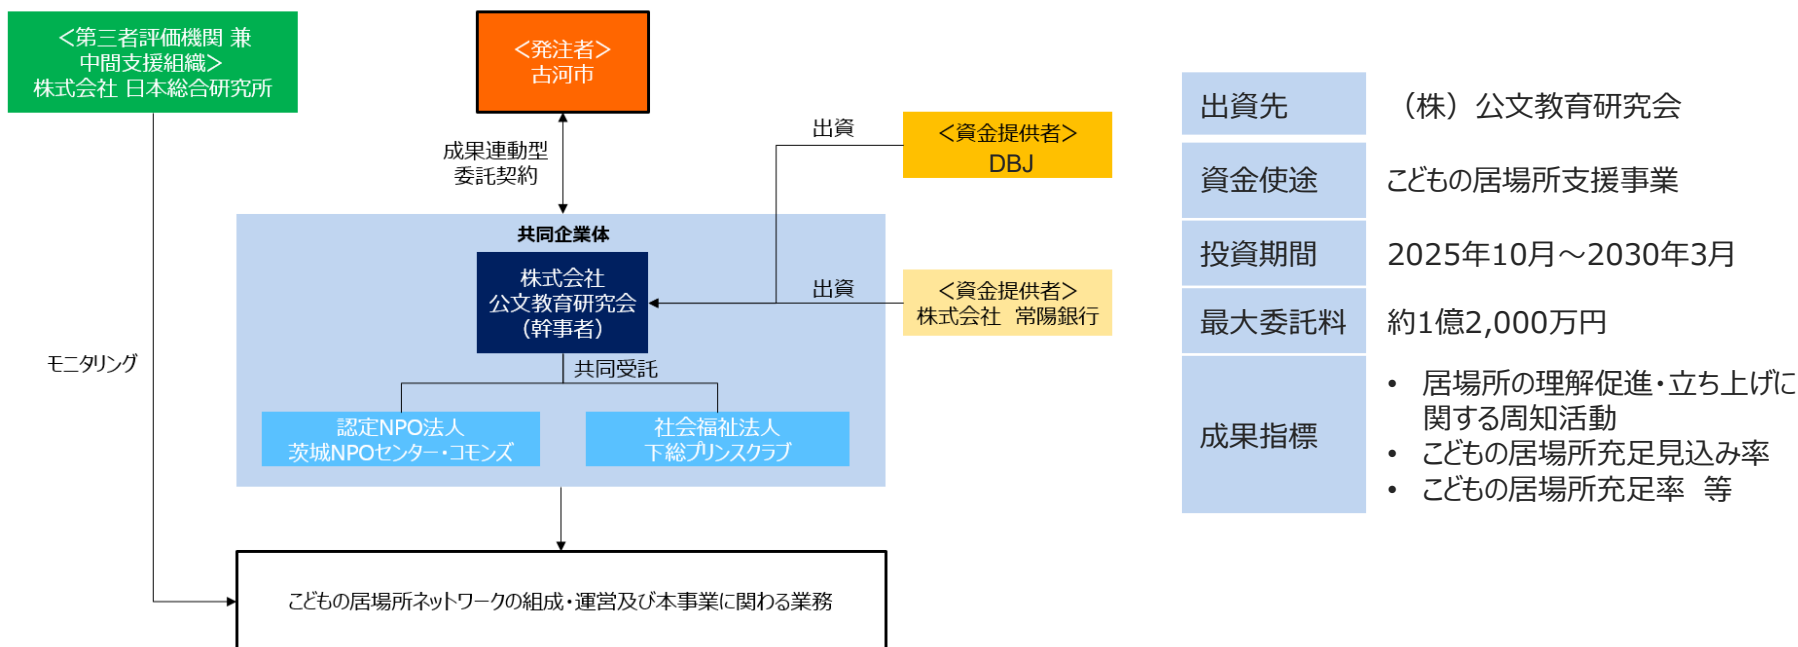 ＜第三者評価機関 兼
中間支援組織＞
株式会社 日本総合研究所
＜発注者＞
古河市
成果連動型
委託契約
出資
＜資金提供者＞
DBJ
共同企業体
株式会社
公文教育研究会
（幹事者）
出資
＜資金提供者＞
株式会社 常陽銀行
モニタリング
共同受託
認定NPO法人
茨城NPOセンター・コモンズ
社会福祉法人
下総プリンスクラブ
こどもの居場所ネットワークの組成・運営及び本事業に関わる業務
出資先 （株）公文教育研究会
資金使途 こどもの居場所支援事業
投資期間 2025年10月～2030年3月
最大委託料 約1億2,000万円
成果指標
• 居場所の理解促進・立ち上げに
関する周知活動
• こどもの居場所充足見込み率
• こどもの居場所充足率 等